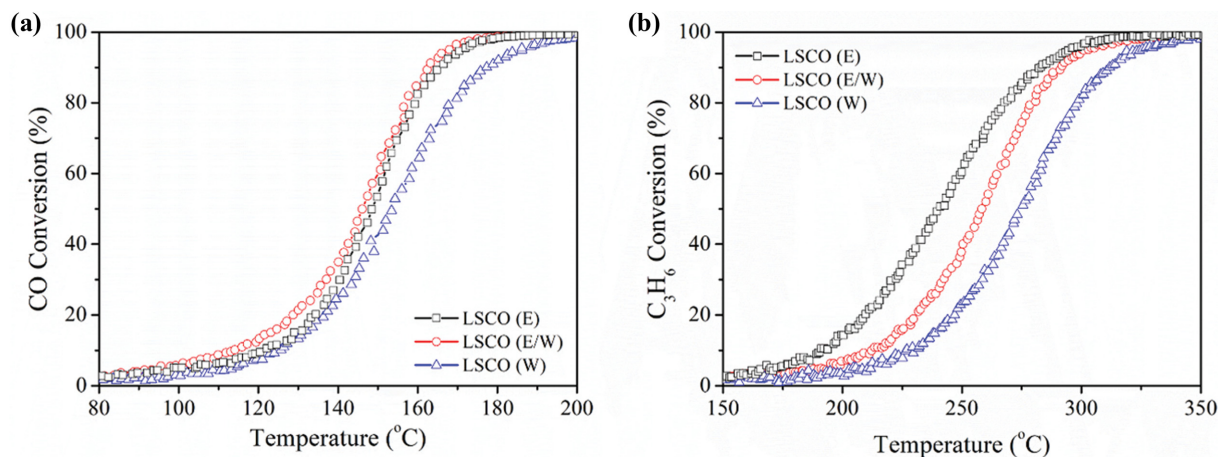 (a)
100
80
60
40
20
0
CO Conversion (%)
LSCO (E)
LSCO (E/W)
LSCO (W)
80 100 120 140 160 180 200
Temperature (°C)
(b)
100
80
60
40
20
0
C₃H₆ Conversion (%)
LSCO (E)
LSCO (E/W)
LSCO (W)
150 200 250 300 350
Temperature (°C)